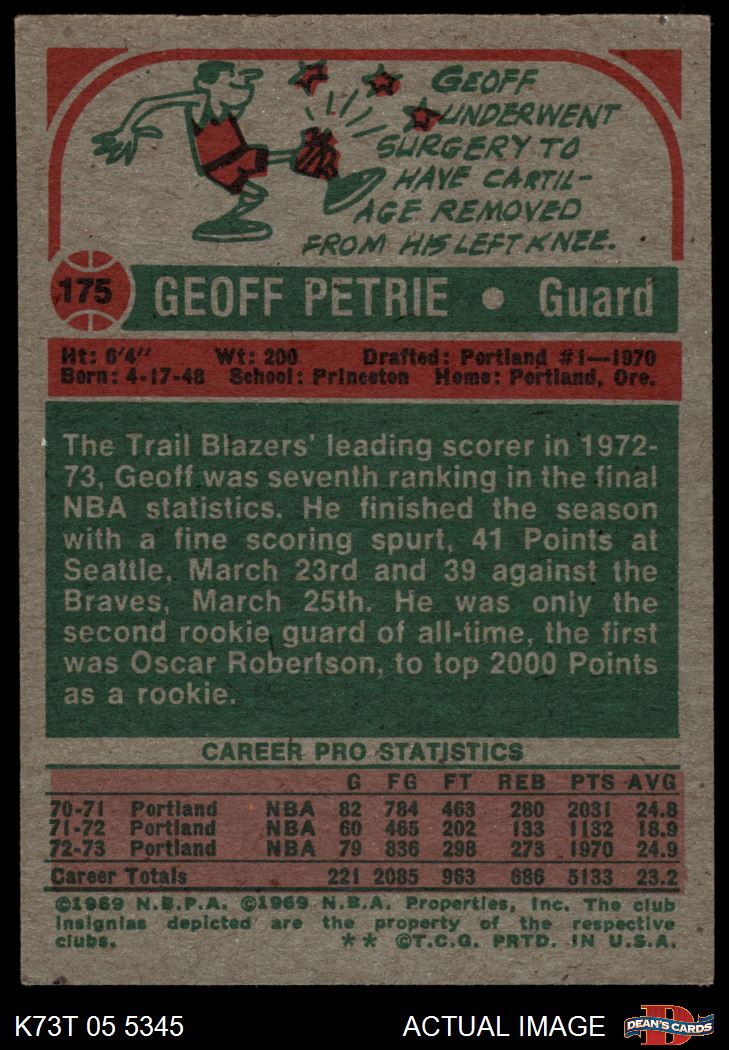 GEOFF
UNDERWENT
SURGERY TO
HAVE CARTIL-
AGE REMOVED
FROM HIS LEFT KNEE.
175 GEOFF PETRIE • Guard
Ht: 6'4" Wt: 200 Drafted: Portland #1—1970
Born: 4-17-48 School: Princeton Home: Portland, Ore.
The Trail Blazers' leading scorer in 1972-
73, Geoff was seventh ranking in the final
NBA statistics. He finished the season
with a fine scoring spurt, 41 Points at
Seattle, March 23rd and 39 against the
Braves, March 25th. He was only the
second rookie guard of all-time, the first
was Oscar Robertson, to top 2000 Points
as a rookie.
CAREER PRO STATISTICS
G FG FT REB PTS AVG
70-71 Portland NBA 82 784 463 280 2031 24.8
71-72 Portland NBA 60 465 202 133 1132 18.9
72-73 Portland NBA 79 836 298 273 1970 24.9
Career Totals 221 2085 963 686 5133 23.2
©1969 N.B.P.A. ©1969 N.B.A. Properties, Inc. The club
insignias depicted are the property of the respective
clubs. ** ©T.C.G. PRTD. IN U.S.A.
K73T 05 5345 ACTUAL IMAGE DEAN'S CARDS